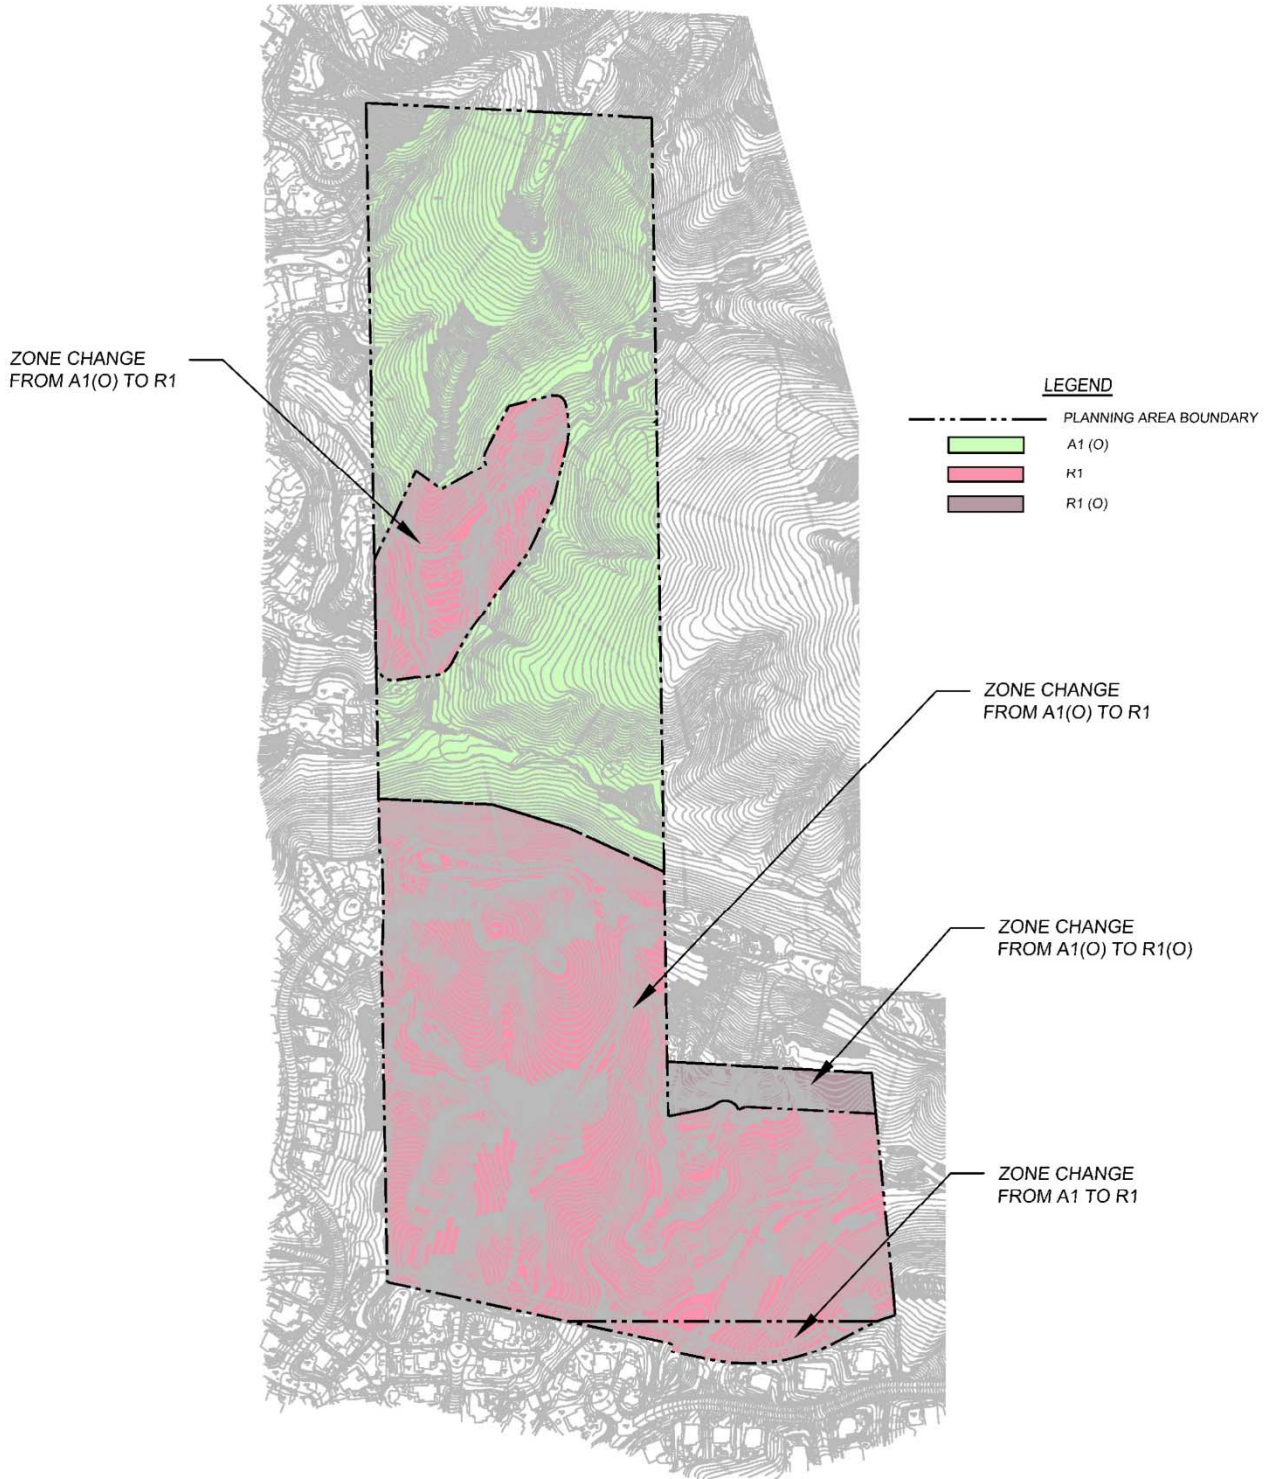 ZONE CHANGE
FROM A1(O) TO R1
LEGEND
PLANNING AREA BOUNDARY
A1 (O)
R1
R1 (O)
ZONE CHANGE
FROM A1(O) TO R1
ZONE CHANGE
FROM A1(O) TO R1(O)
ZONE CHANGE
FROM A1 TO R1